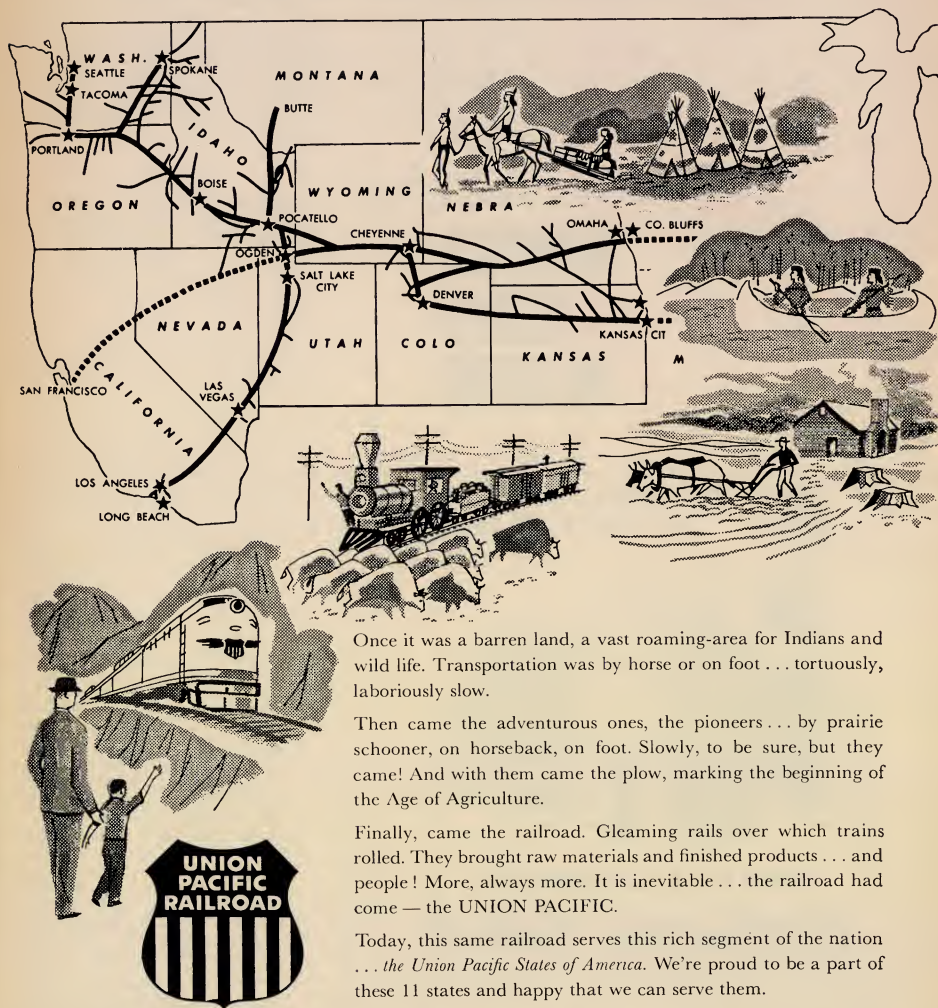 WASH.
SEATTLE
SPOKANE
TACOMA
MONTANA
BUTTE
PORTLAND
IDAHO
BOISE
WYOMING
OREGON
NEBRA
POCATELLO
OMAHA
CO. BLUFFS
CHEYENNE
OGDEN
SALT LAKE
CITY
DENVER
NEVADA
UTAH
COLO
KANSAS
KANSAS CIT
M
SAN FRANCISCO
CALIFORNIA
LAS
VEGAS
LOS ANGELES
LONG BEACH
Once it was a barren land, a vast roaming-area for Indians and
wild life. Transportation was by horse or on foot . . . tortuously,
laboriously slow.
Then came the adventurous ones, the pioneers . . . by prairie
schooner, on horseback, on foot. Slowly, to be sure, but they
came! And with them came the plow, marking the beginning of
the Age of Agriculture.
Finally, came the railroad. Gleaming rails over which trains
rolled. They brought raw materials and finished products . . . and
people! More, always more. It is inevitable . . . the railroad had
come — the UNION PACIFIC.
Today, this same railroad serves this rich segment of the nation
. . . the Union Pacific States of America. We're proud to be a part of
these 11 states and happy that we can serve them.
UNION
PACIFIC
RAILROAD